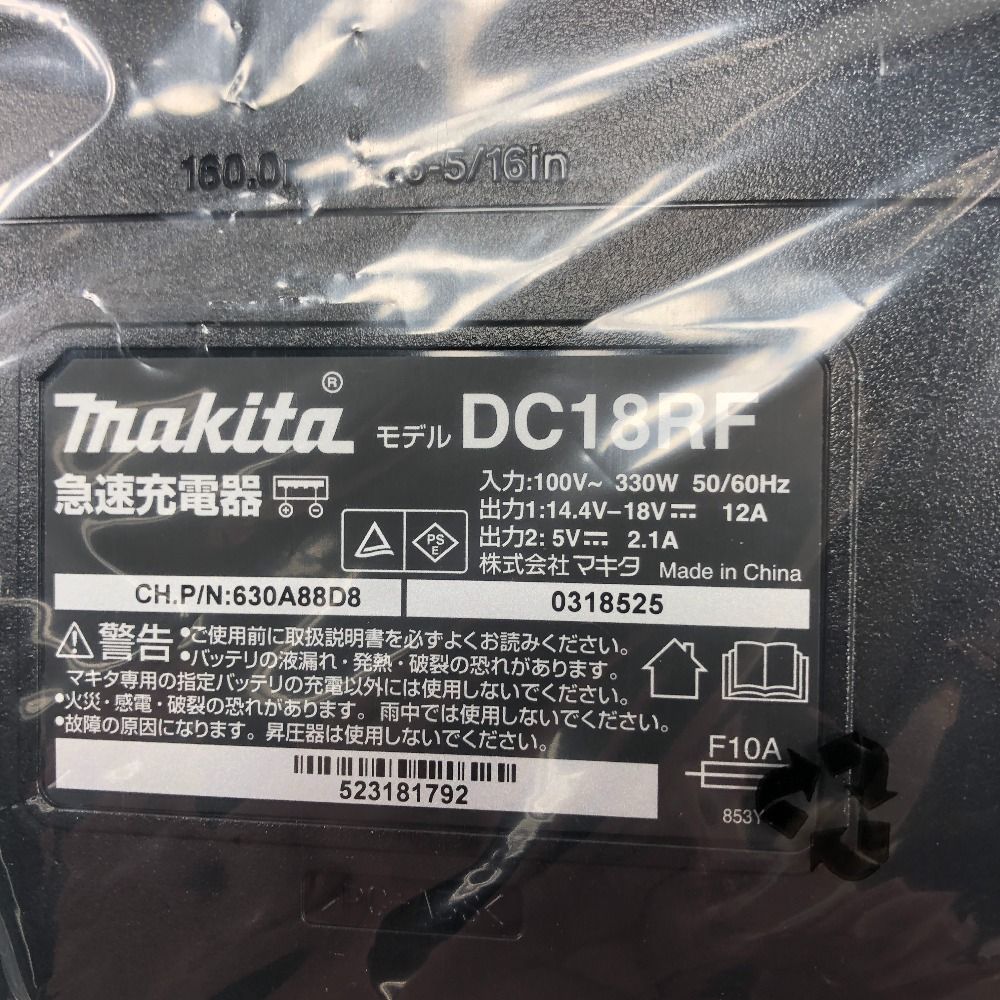 160.0 6-5/16in
makita® モデル DC18RF
急速充電器
入力:100V~ 330W 50/60Hz
出力1:14.4V–18V⎓ 12A
出力2: 5V⎓ 2.1A
PS
E
株式会社マキタ Made in China
CH.P/N:630A88D8 0318525
警告 •ご使用前に取扱説明書を必ずよくお読みください。
•バッテリの液漏れ・発熱・破裂の恐れがあります。
マキタ専用の指定バッテリの充電以外には使用しないでください。
•火災・感電・破裂の恐れがあります。雨中では使用しないでください。
•故障の原因になります。昇圧器は使用しないでください。
F10A
523181792
853Y